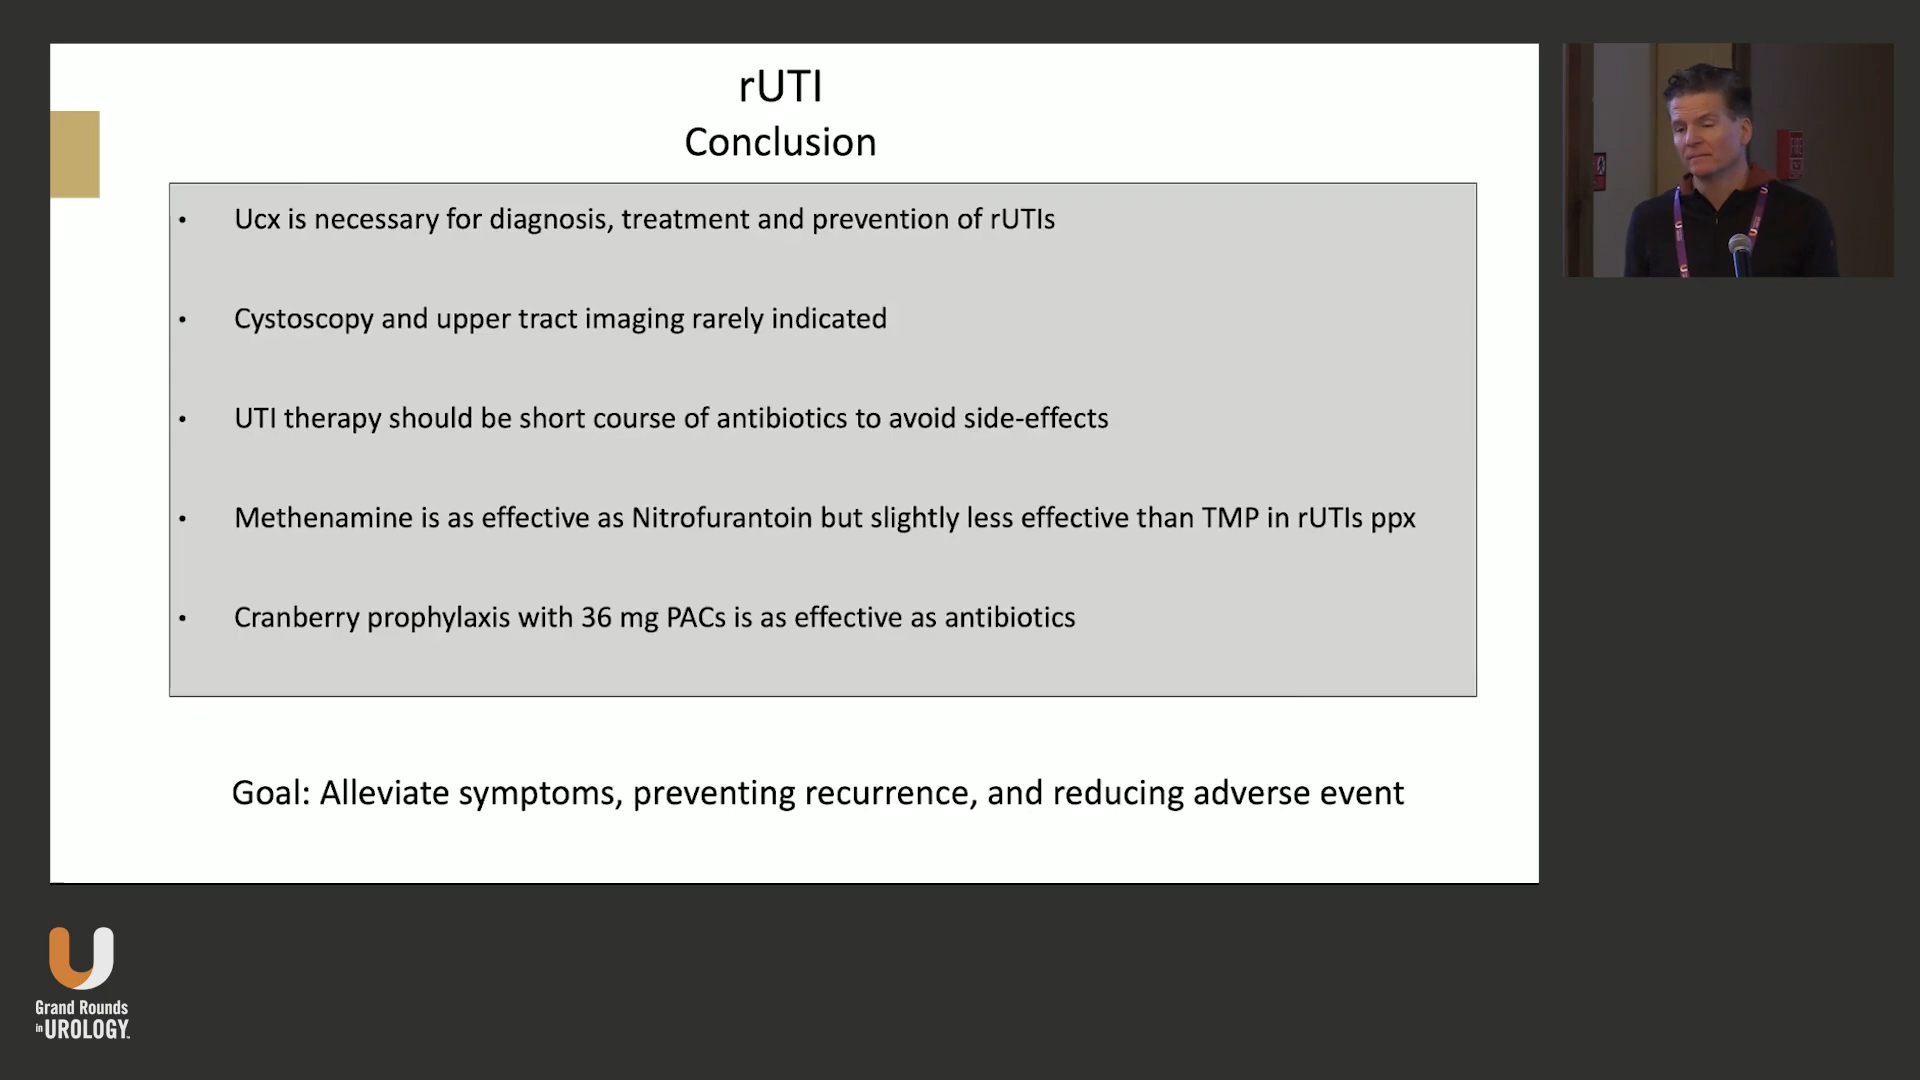 rUTI
Conclusion
• Ucx is necessary for diagnosis, treatment and prevention of rUTIs
• Cystoscopy and upper tract imaging rarely indicated
• UTI therapy should be short course of antibiotics to avoid side-effects
• Methenamine is as effective as Nitrofurantoin but slightly less effective than TMP in rUTIs ppx
• Cranberry prophylaxis with 36 mg PACs is as effective as antibiotics
Goal: Alleviate symptoms, preventing recurrence, and reducing adverse event
Grand Rounds
in UROLOGY™